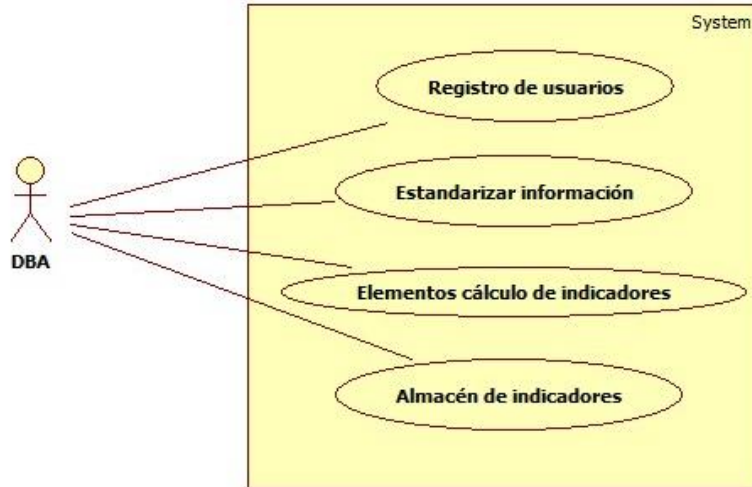 System
Registro de usuarios
Estandarizar información
DBA
Elementos cálculo de indicadores
Almacén de indicadores